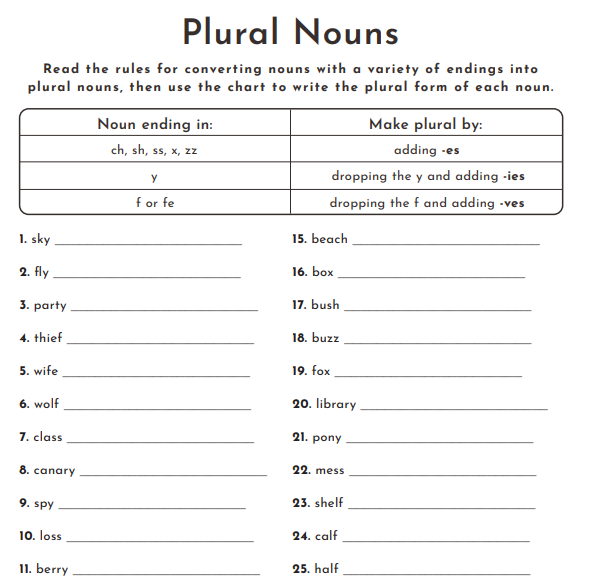 Plural Nouns
Read the rules for converting nouns with a variety of endings into
plural nouns, then use the chart to write the plural form of each noun.
Noun ending in: Make plural by:
ch, sh, ss, x, zz adding -es
y dropping the y and adding -ies
f or fe dropping the f and adding -ves
1. sky
2. fly
3. party
4. thief
5. wife
6. wolf
7. class
8. canary
9. spy
10. loss
11. berry
15. beach
16. box
17. bush
18. buzz
19. fox
20. library
21. pony
22. mess
23. shelf
24. calf
25. half